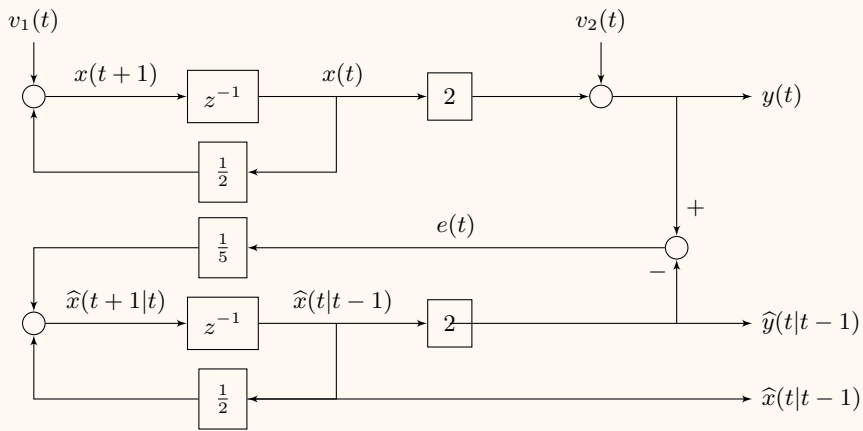 v₁(t) v₂(t)
x(t + 1) z⁻¹ x(t) 2 y(t)
1/2
+
1/5 e(t)
−
x̂(t + 1|t) z⁻¹ x̂(t|t − 1) 2 ŷ(t|t − 1)
1/2 x̂(t|t − 1)